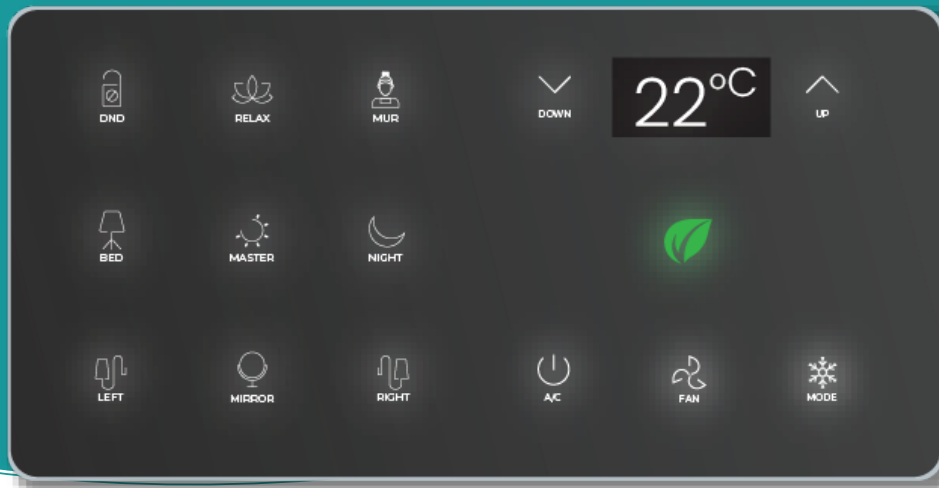 DND
RELAX
MUR
DOWN
22°C
UP
BED
MASTER
NIGHT
LEFT
MIRROR
RIGHT
A/C
FAN
MODE